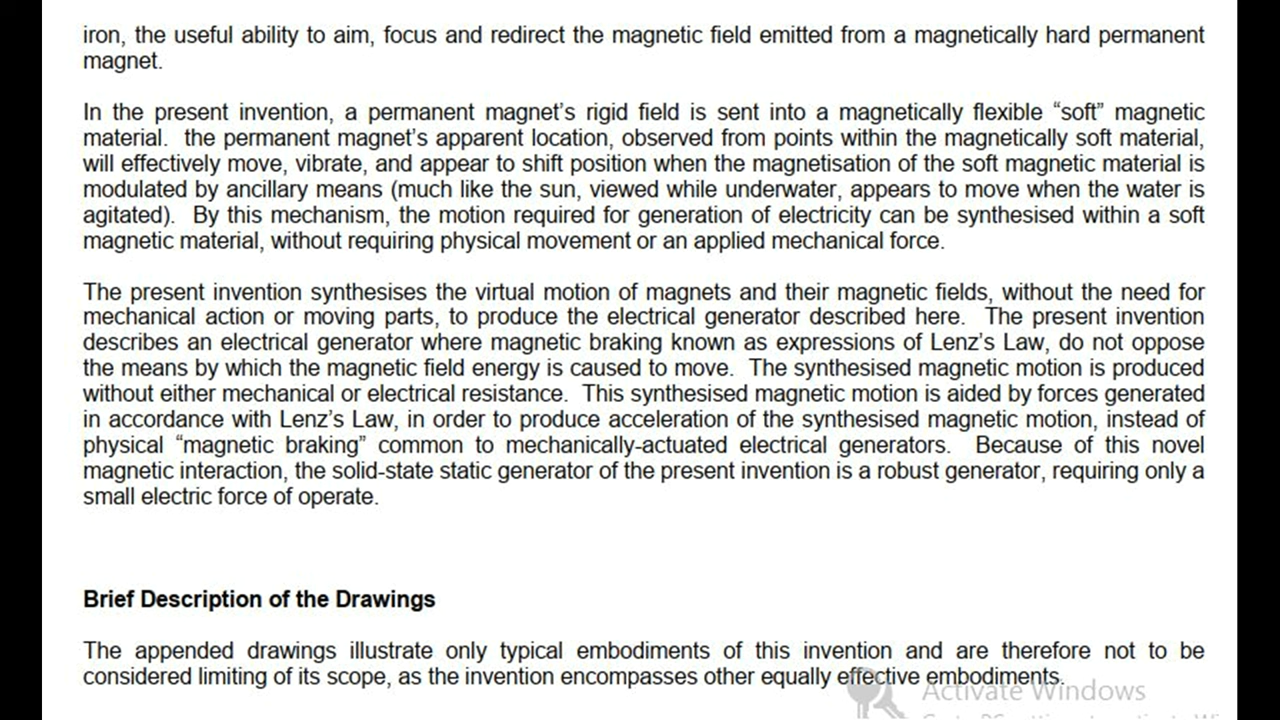 iron, the useful ability to aim, focus and redirect the magnetic field emitted from a magnetically hard permanent
magnet.
In the present invention, a permanent magnet's rigid field is sent into a magnetically flexible “soft” magnetic
material. the permanent magnet's apparent location, observed from points within the magnetically soft material,
will effectively move, vibrate, and appear to shift position when the magnetisation of the soft magnetic material is
modulated by ancillary means (much like the sun, viewed while underwater, appears to move when the water is
agitated). By this mechanism, the motion required for generation of electricity can be synthesised within a soft
magnetic material, without requiring physical movement or an applied mechanical force.
The present invention synthesises the virtual motion of magnets and their magnetic fields, without the need for
mechanical action or moving parts, to produce the electrical generator described here. The present invention
describes an electrical generator where magnetic braking known as expressions of Lenz's Law, do not oppose
the means by which the magnetic field energy is caused to move. The synthesised magnetic motion is produced
without either mechanical or electrical resistance. This synthesised magnetic motion is aided by forces generated
in accordance with Lenz's Law, in order to produce acceleration of the synthesised magnetic motion, instead of
physical “magnetic braking” common to mechanically-actuated electrical generators. Because of this novel
magnetic interaction, the solid-state static generator of the present invention is a robust generator, requiring only a
small electric force of operate.
Brief Description of the Drawings
The appended drawings illustrate only typical embodiments of this invention and are therefore not to be
considered limiting of its scope, as the invention encompasses other equally effective embodiments.
Activate Windows